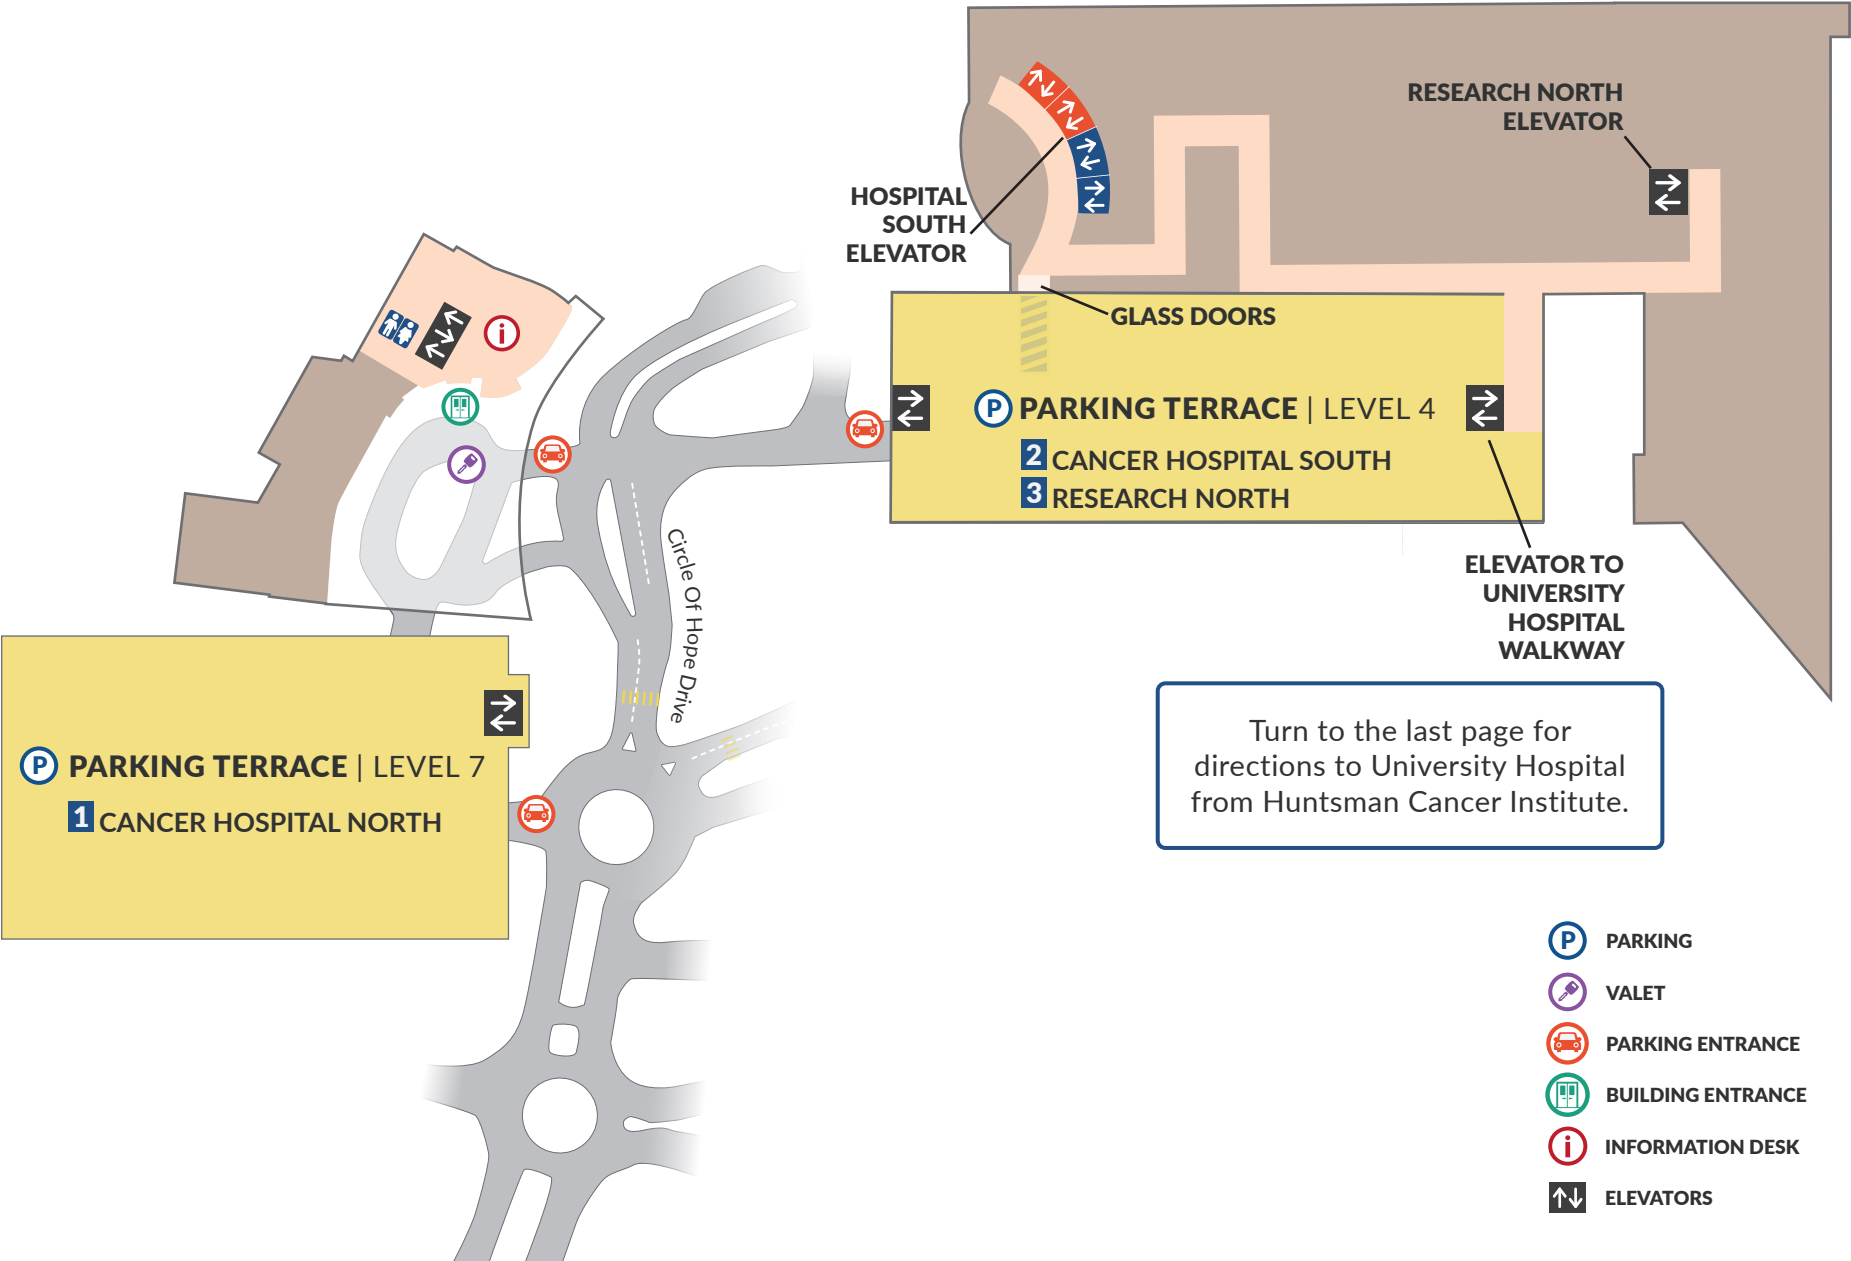 RESEARCH NORTH
ELEVATOR
HOSPITAL
SOUTH
ELEVATOR
GLASS DOORS
P PARKING TERRACE | LEVEL 4
2 CANCER HOSPITAL SOUTH
3 RESEARCH NORTH
i
Circle Of Hope Drive
ELEVATOR TO
UNIVERSITY
HOSPITAL
WALKWAY
P PARKING TERRACE | LEVEL 7
1 CANCER HOSPITAL NORTH
Turn to the last page for
directions to University Hospital
from Huntsman Cancer Institute.
P PARKING
VALET
PARKING ENTRANCE
BUILDING ENTRANCE
i INFORMATION DESK
ELEVATORS